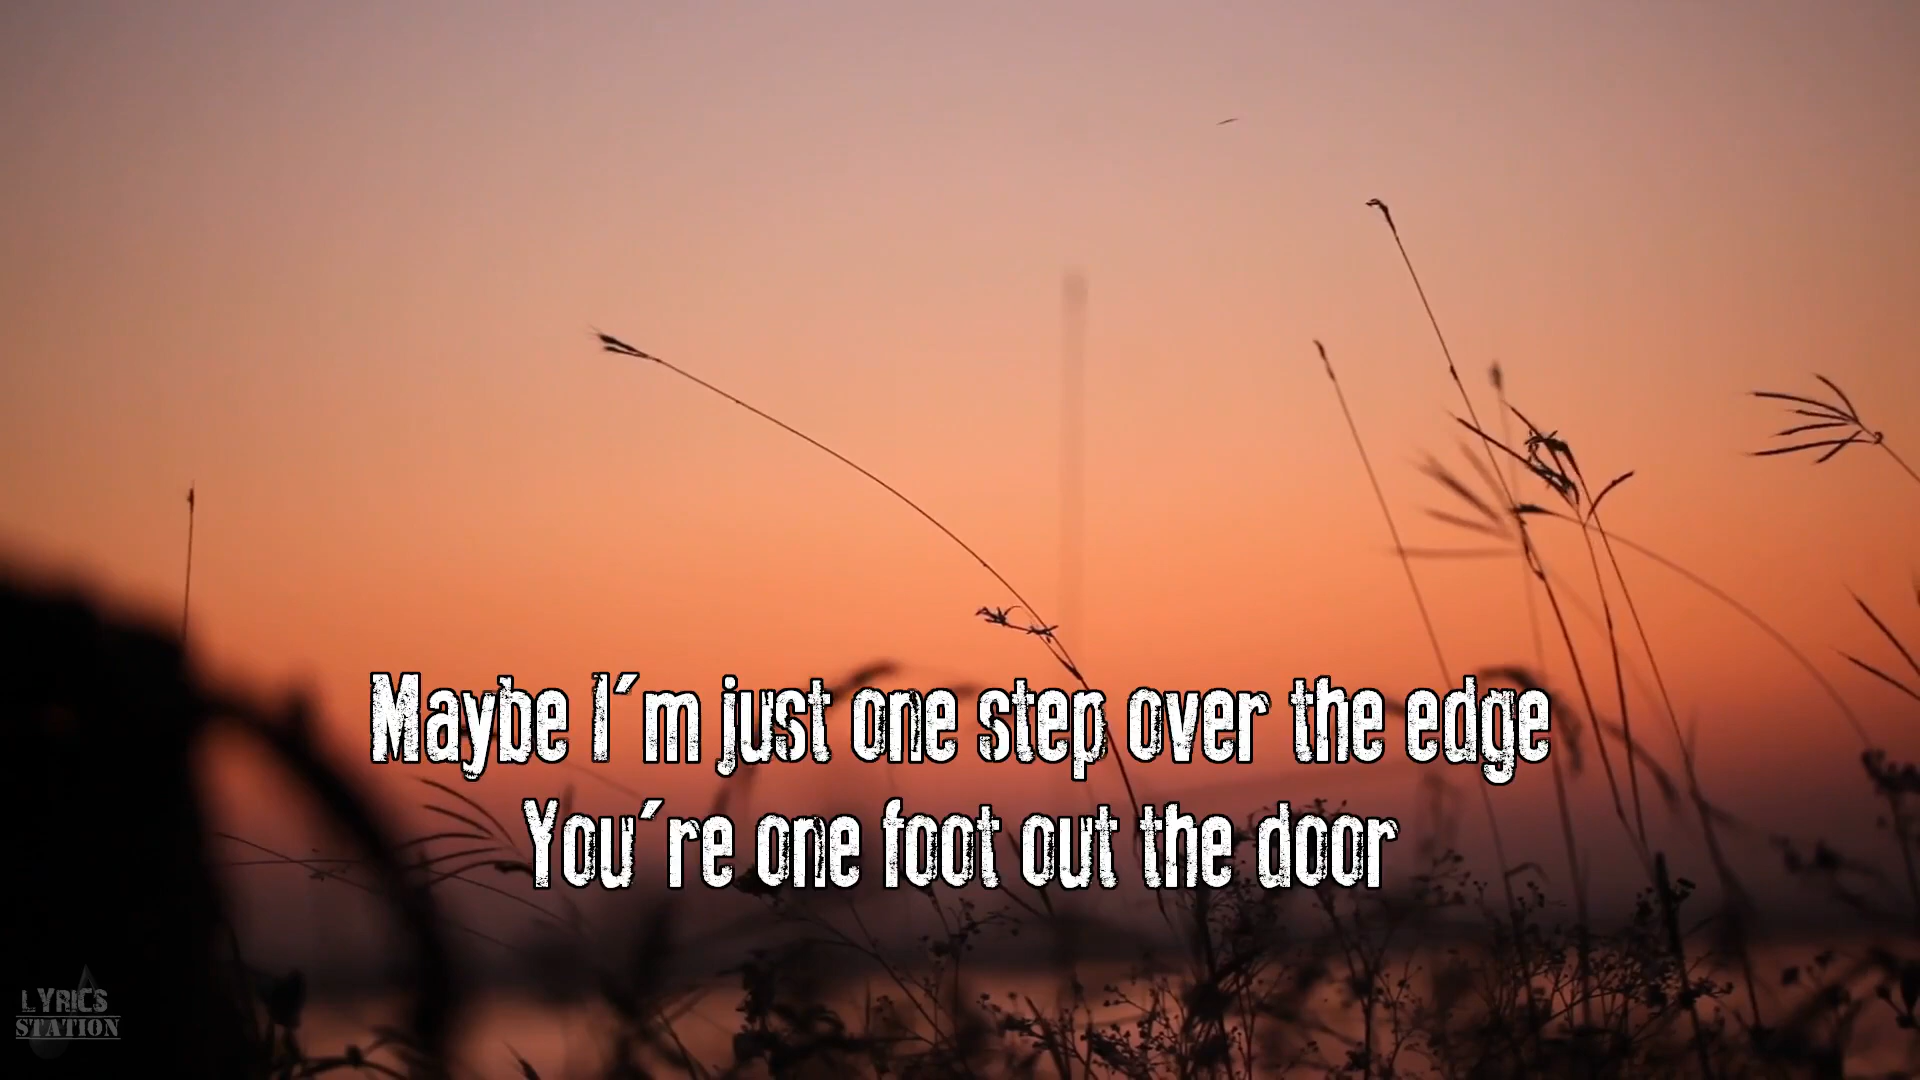 Maybe I´m just one step over the edge
You´re one foot out the door
LYRICS
STATION